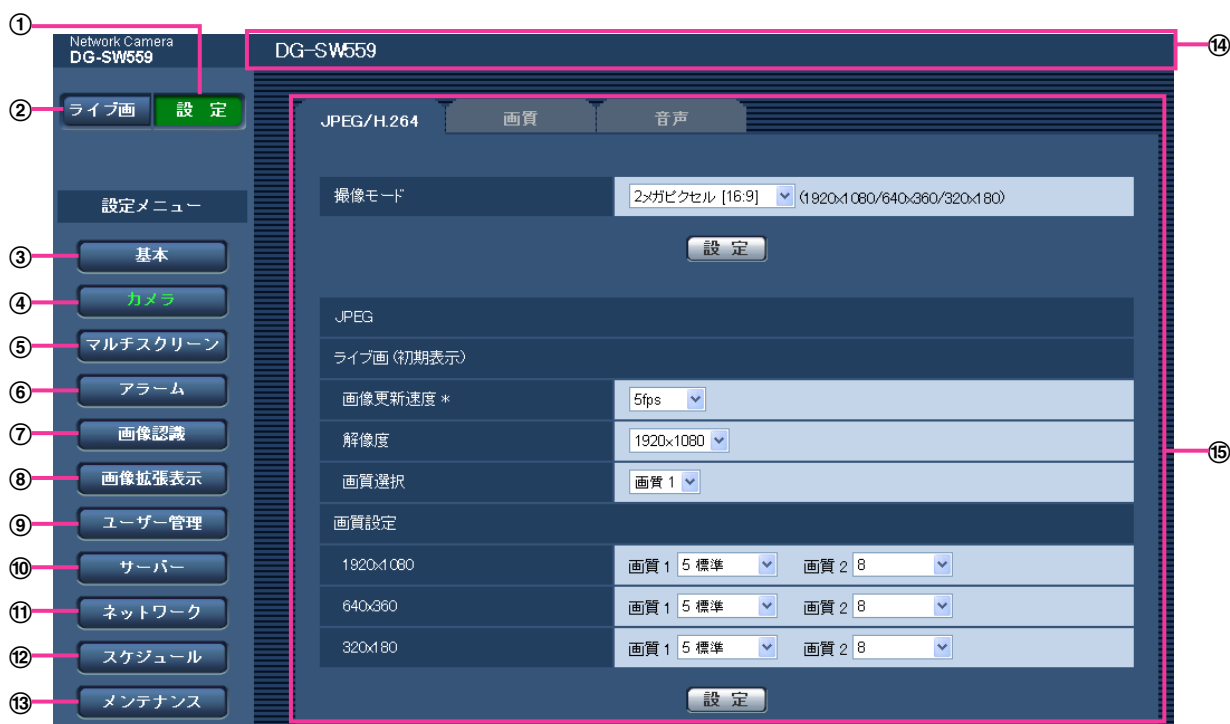 ①
Network Camera
DG-SW559
DG-SW559
⑭
②
ライブ画 設 定
JPEG/H.264 画質 音声
設定メニュー
撮像モード 2メガピクセル [16:9] (1920x1080/640x360/320x180)
③ 基本
設 定
④ カメラ
JPEG
⑤ マルチスクリーン
ライブ画 (初期表示)
⑥ アラーム
画像更新速度 * 5fps
⑦ 画像認識
解像度 1920x1080
⑮
⑧ 画像拡張表示
画質選択 画質 1
⑨ ユーザー管理
画質設定
⑩ サーバー
1920x1080 画質 1 5 標準 画質 2 8
⑪ ネットワーク
640x360 画質 1 5 標準 画質 2 8
⑫ スケジュール
320x180 画質 1 5 標準 画質 2 8
⑬ メンテナンス
設 定